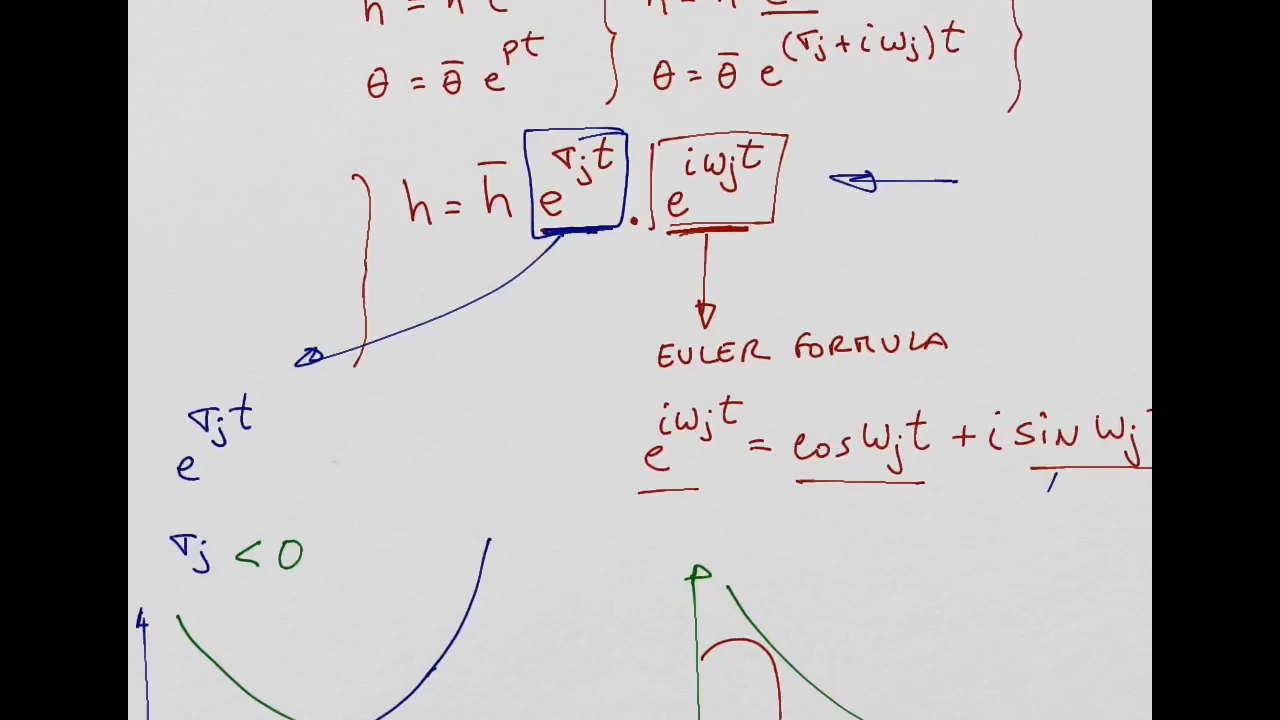 θ = θ̄ e^{pt} θ = θ̄ e^{(σj + iωj)t}
h = h̄ e^{σjt} . e^{iωjt}
EULER FORMULA
e^{σjt} e^{iωjt} = cos ωjt + i sin ωj
σj < 0